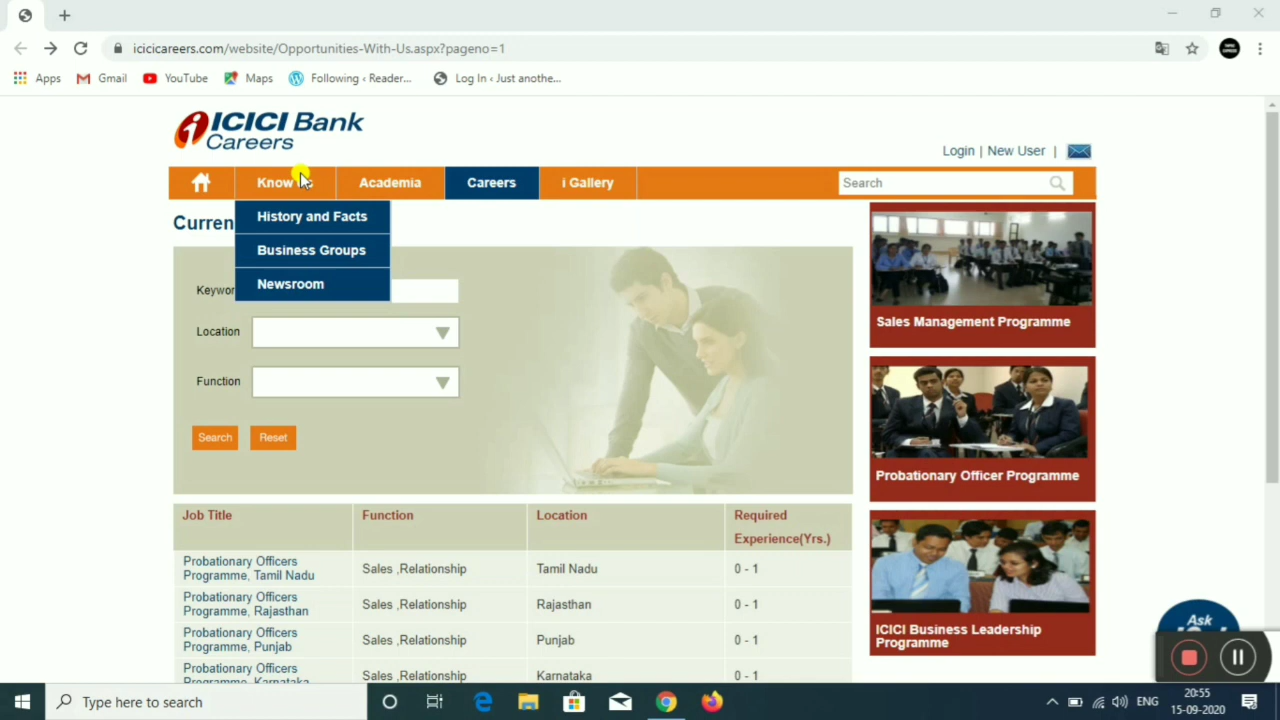 icicicareers.com/website/Opportunities-With-Us.aspx?pageno=1
Apps Gmail YouTube Maps Following ‹ Reader... Log In ‹ Just anothe...
ICICI Bank
Careers
Login | New User |
Know Academia Careers i Gallery Search
History and Facts
Business Groups
Newsroom
Curren
Keywor
Location
Function
Search Reset
Sales Management Programme
Probationary Officer Programme
ICICI Business Leadership
Programme
Job Title Function Location Required
Experience(Yrs.)
Probationary Officers
Programme, Tamil Nadu Sales ,Relationship Tamil Nadu 0 - 1
Probationary Officers
Programme, Rajasthan Sales ,Relationship Rajasthan 0 - 1
Probationary Officers
Programme, Punjab Sales ,Relationship Punjab 0 - 1
Probationary Officers
Programme, Karnataka Sales ,Relationship Karnataka 0 - 1
Ask
Type here to search
ENG
20:55
15-09-2020